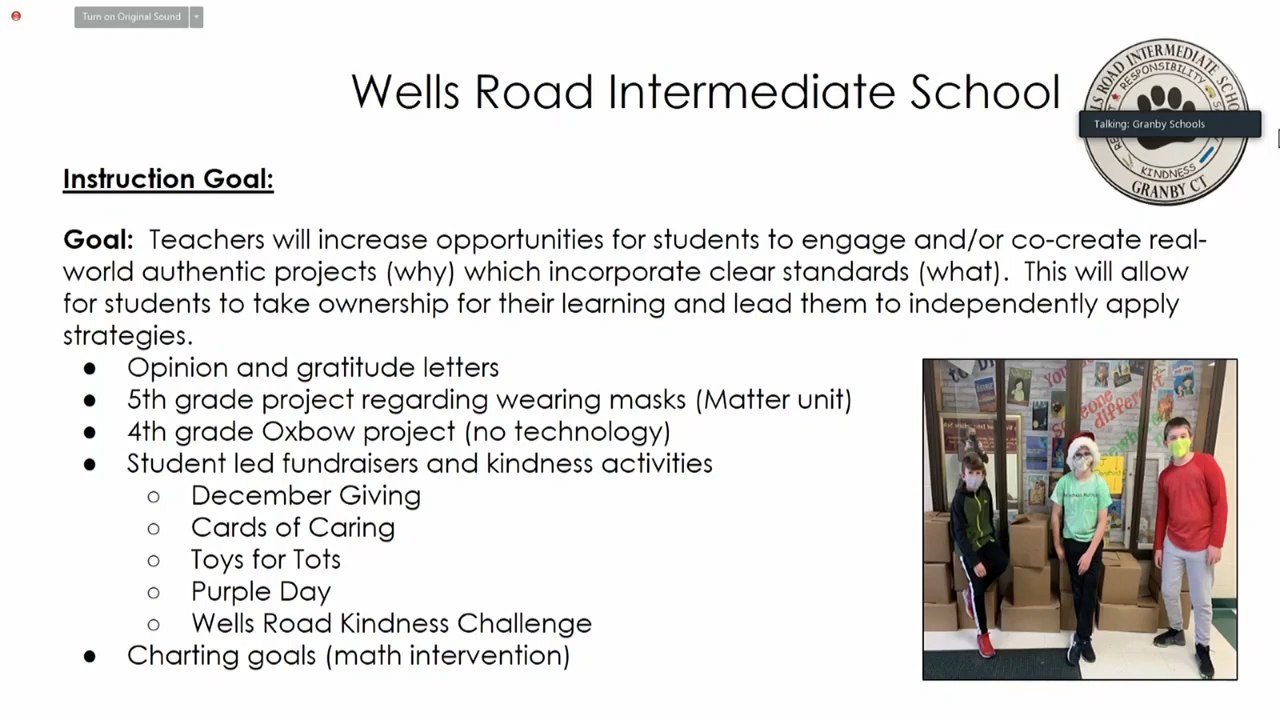 Turn on Original Sound
Wells Road Intermediate School
WELLS ROAD INTERMEDIATE SCHO
RESPONSIBILITY
Talking: Granby Schools
KINDNESS
GRANBY CT
Instruction Goal:
Goal: Teachers will increase opportunities for students to engage and/or co-create real-
world authentic projects (why) which incorporate clear standards (what). This will allow
for students to take ownership for their learning and lead them to independently apply
strategies.
● Opinion and gratitude letters
● 5th grade project regarding wearing masks (Matter unit)
● 4th grade Oxbow project (no technology)
● Student led fundraisers and kindness activities
○ December Giving
○ Cards of Caring
○ Toys for Tots
○ Purple Day
○ Wells Road Kindness Challenge
● Charting goals (math intervention)